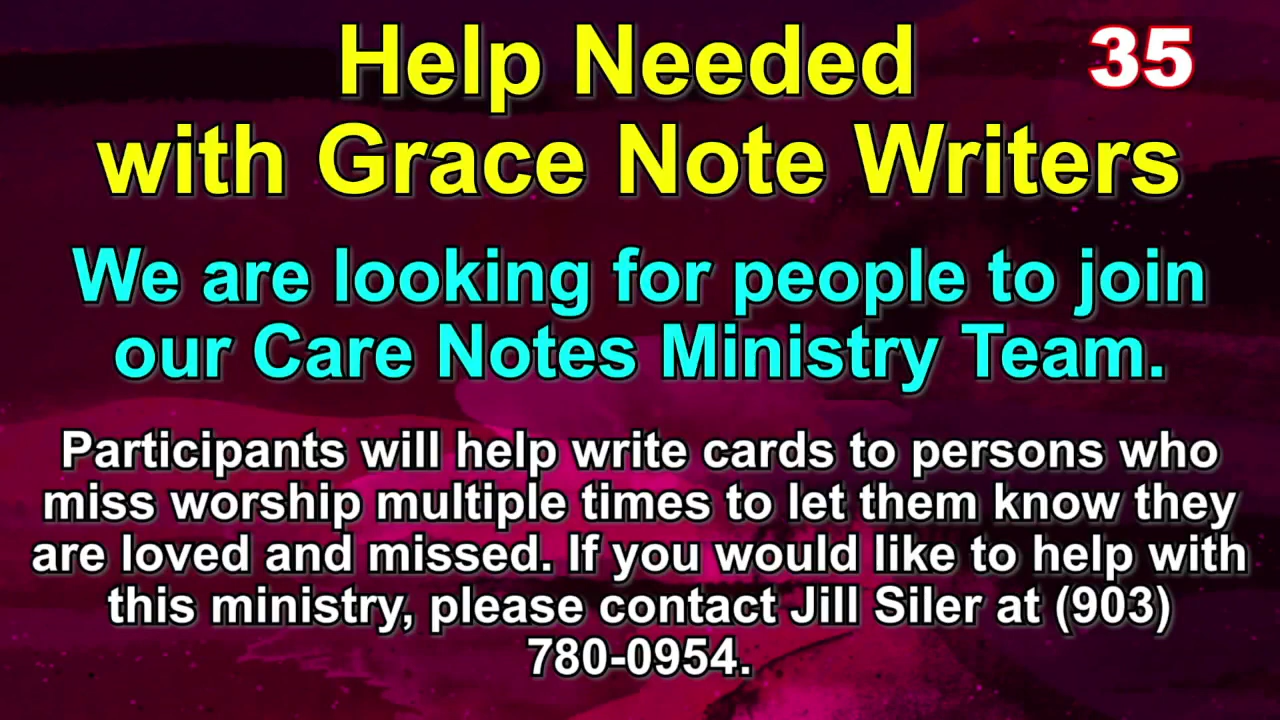 Help Needed
35
with Grace Note Writers
We are looking for people to join
our Care Notes Ministry Team.
Participants will help write cards to persons who
miss worship multiple times to let them know they
are loved and missed. If you would like to help with
this ministry, please contact Jill Siler at (903)
780-0954.